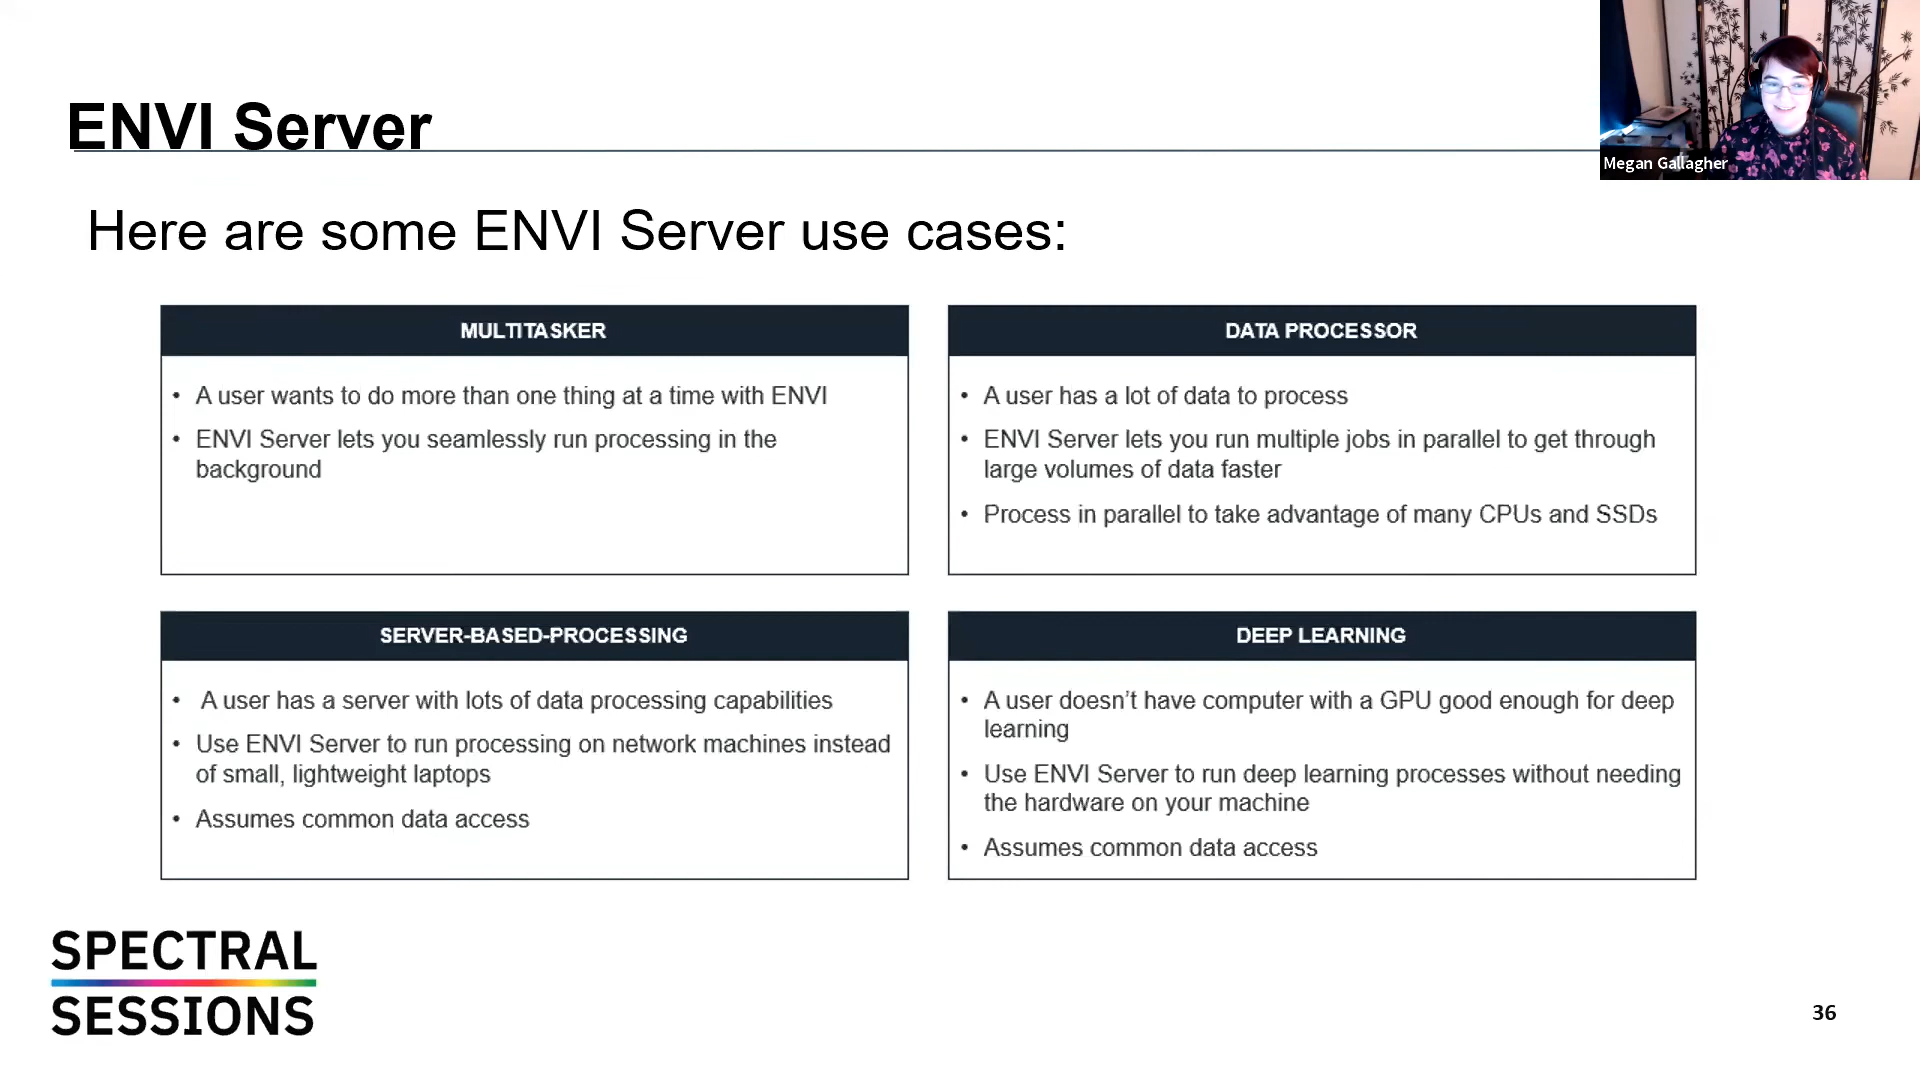 ENVI Server
Megan Gallagher
Here are some ENVI Server use cases:
MULTITASKER
• A user wants to do more than one thing at a time with ENVI
• ENVI Server lets you seamlessly run processing in the
background
DATA PROCESSOR
• A user has a lot of data to process
• ENVI Server lets you run multiple jobs in parallel to get through
large volumes of data faster
• Process in parallel to take advantage of many CPUs and SSDs
SERVER-BASED-PROCESSING
• A user has a server with lots of data processing capabilities
• Use ENVI Server to run processing on network machines instead
of small, lightweight laptops
• Assumes common data access
DEEP LEARNING
• A user doesn’t have computer with a GPU good enough for deep
learning
• Use ENVI Server to run deep learning processes without needing
the hardware on your machine
• Assumes common data access
SPECTRAL
SESSIONS
36